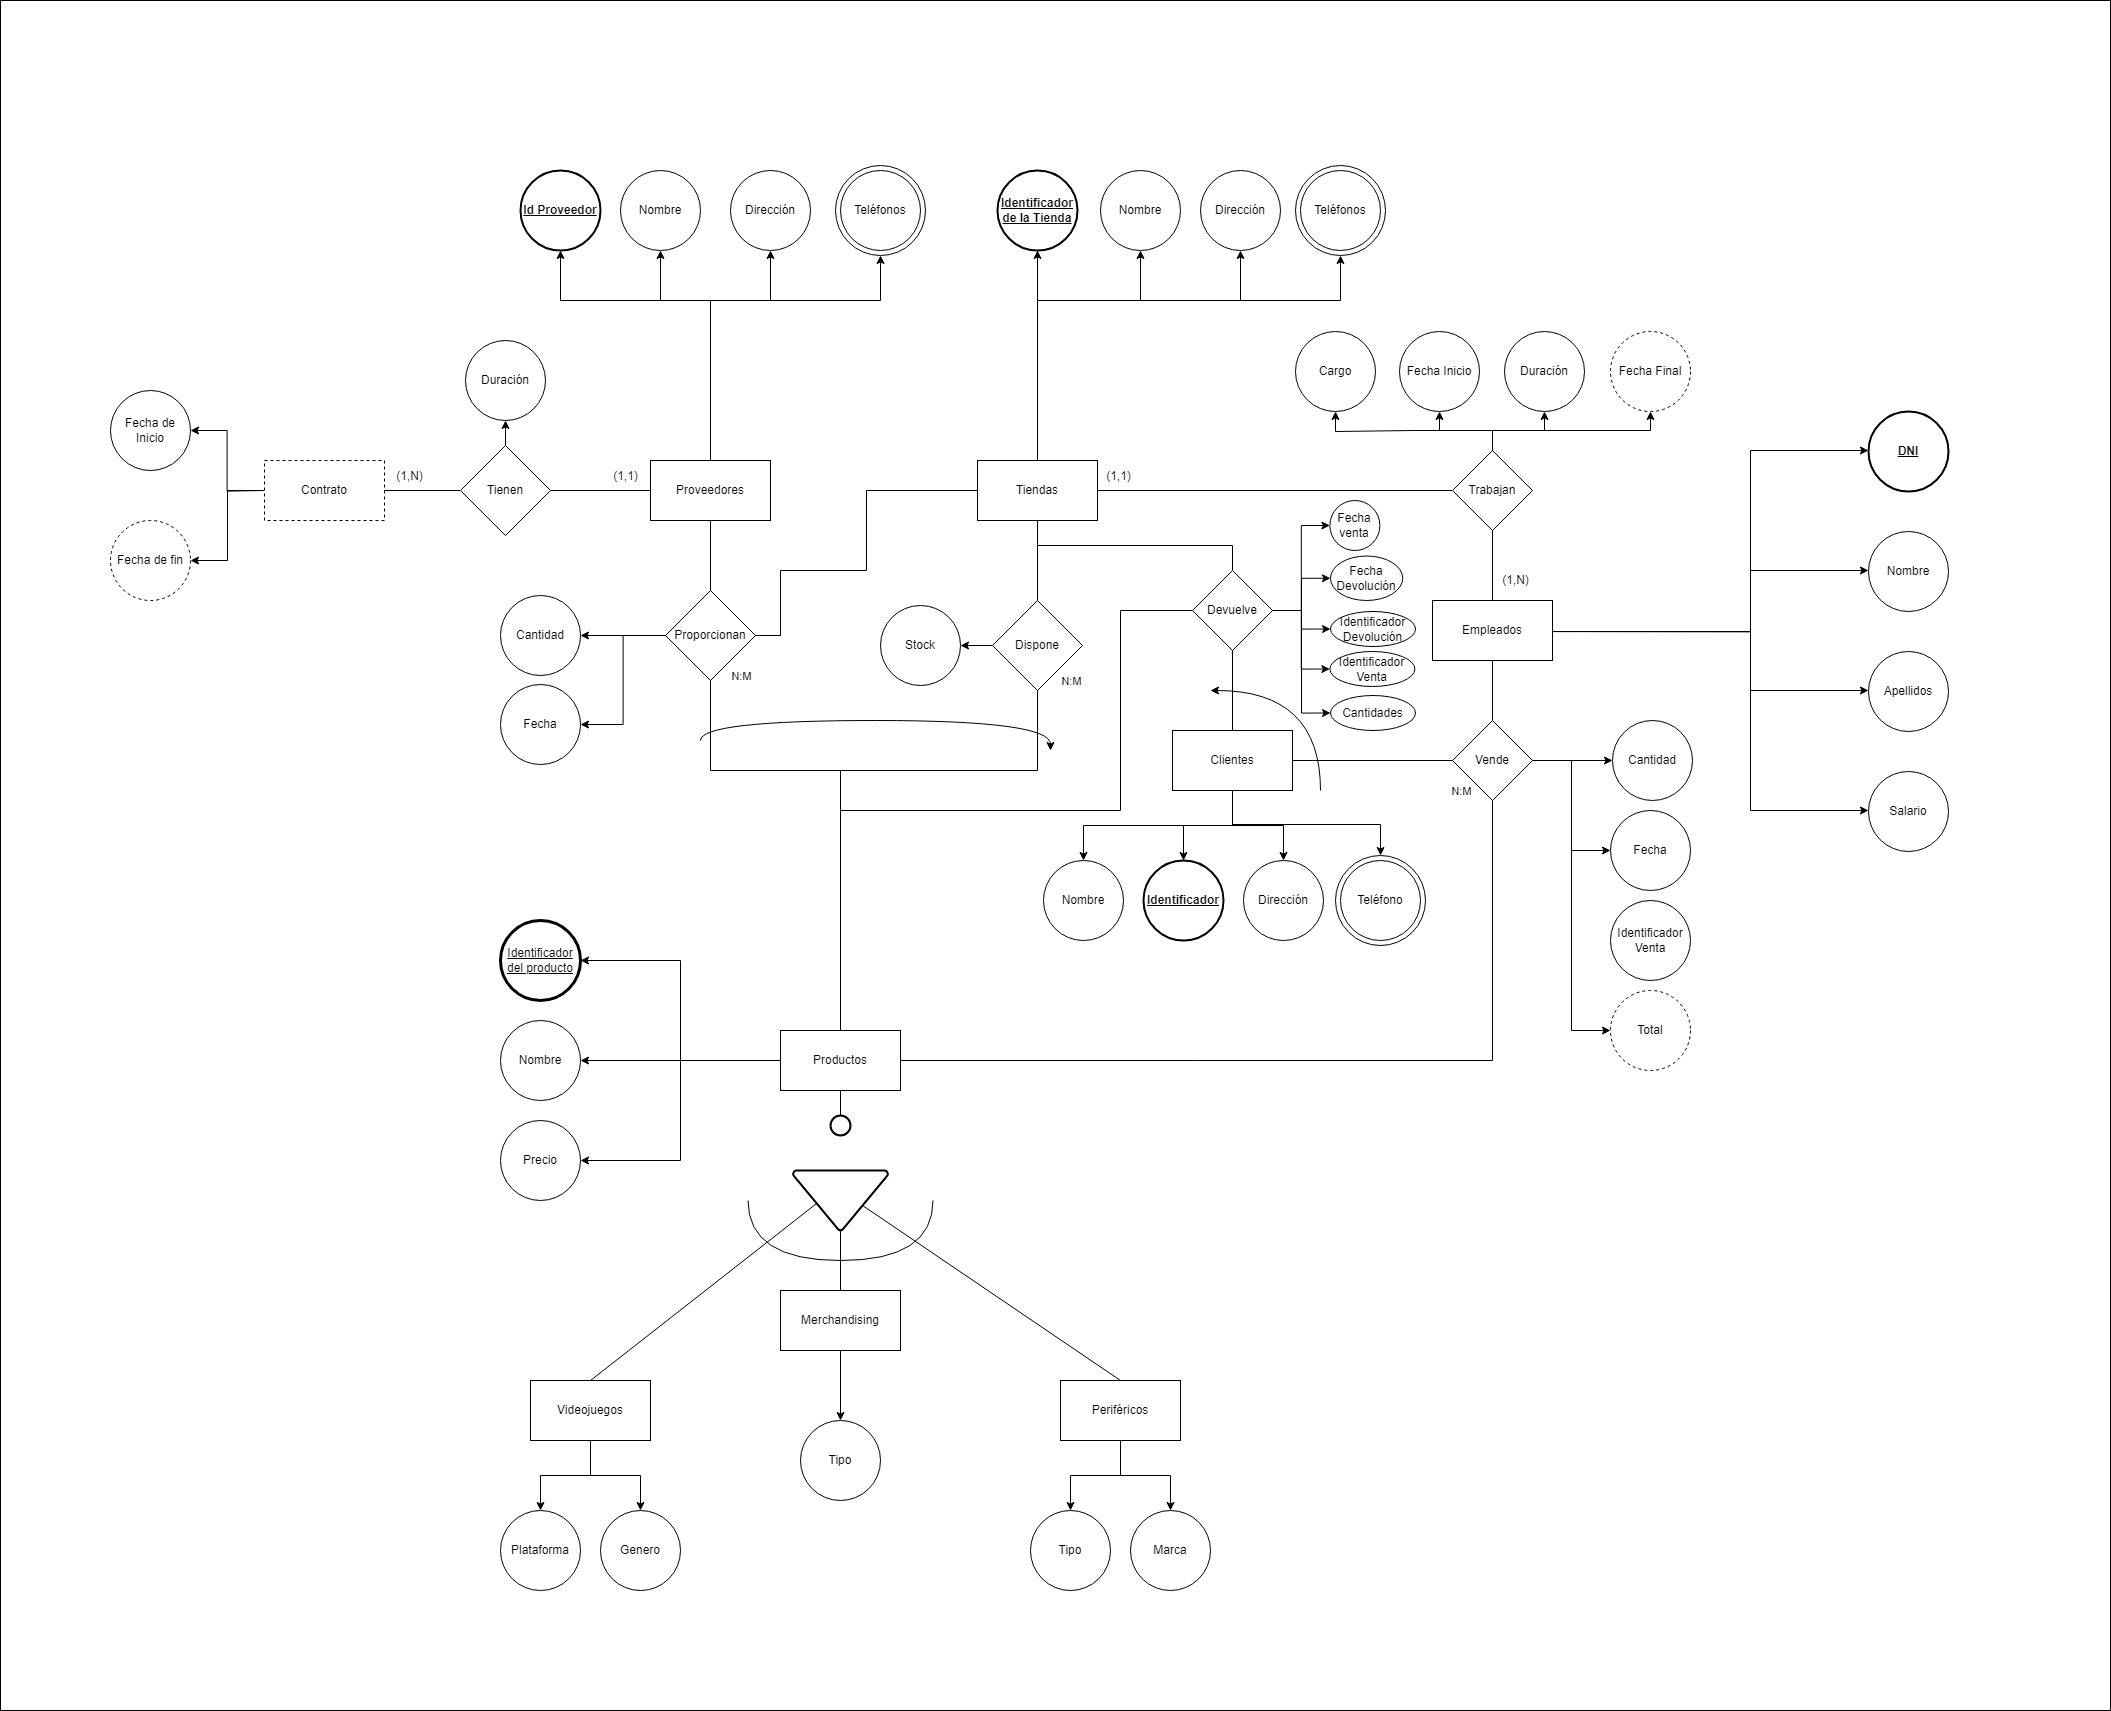 Id Proveedor
Nombre
Dirección
Teléfonos
Identificador
de la Tienda
Nombre
Dirección
Teléfonos
Duración
Cargo
Fecha Inicio
Duración
Fecha Final
Fecha de
Inicio
Contrato
(1,N)
Tienen
(1,1)
Proveedores
Tiendas
(1,1)
Trabajan
DNI
Fecha de fin
Fecha
venta
Fecha
Devolución
Identificador
Devolución
Identificador
Venta
Cantidades
(1,N)
Nombre
Cantidad
Proporcionan
N:M
Fecha
Stock
Dispone
N:M
Devuelve
Empleados
Apellidos
Clientes
Vende
N:M
Cantidad
Salario
Fecha
Nombre
Identificador
Dirección
Teléfono
Identificador
Venta
Total
Identificador
del producto
Nombre
Productos
Precio
Merchandising
Videojuegos
Periféricos
Tipo
Plataforma
Genero
Tipo
Marca